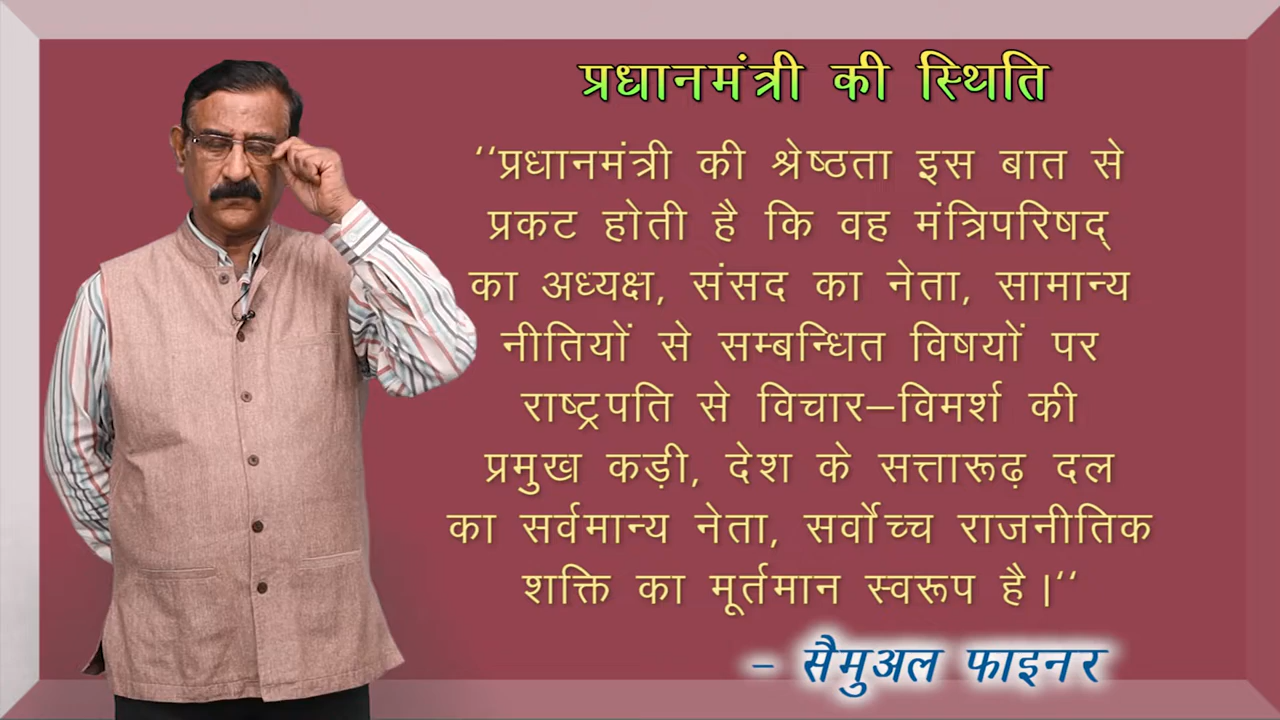 प्रधानमंत्री की स्थिति
‘‘प्रधानमंत्री की श्रेष्ठता इस बात से
प्रकट होती है कि वह मंत्रिपरिषद्
का अध्यक्ष, संसद का नेता, सामान्य
नीतियों से सम्बन्धित विषयों पर
राष्ट्रपति से विचार–विमर्श की
प्रमुख कड़ी, देश के सत्तारूढ़ दल
का सर्वमान्य नेता, सर्वोच्च राजनीतिक
शक्ति का मूर्तमान स्वरूप है।‘‘
– सैमुअल फाइनर